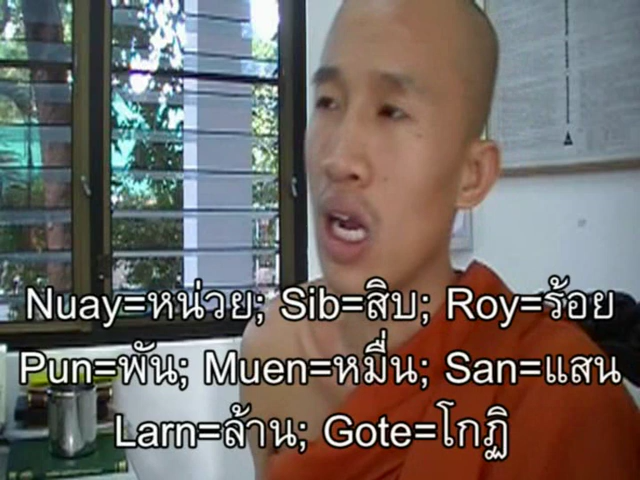 Nuay=หน่วย; Sib=สิบ; Roy=ร้อย
Pun=พัน; Muen=หมื่น; San=แสน
Larn=ล้าน; Gote=โกฏิ